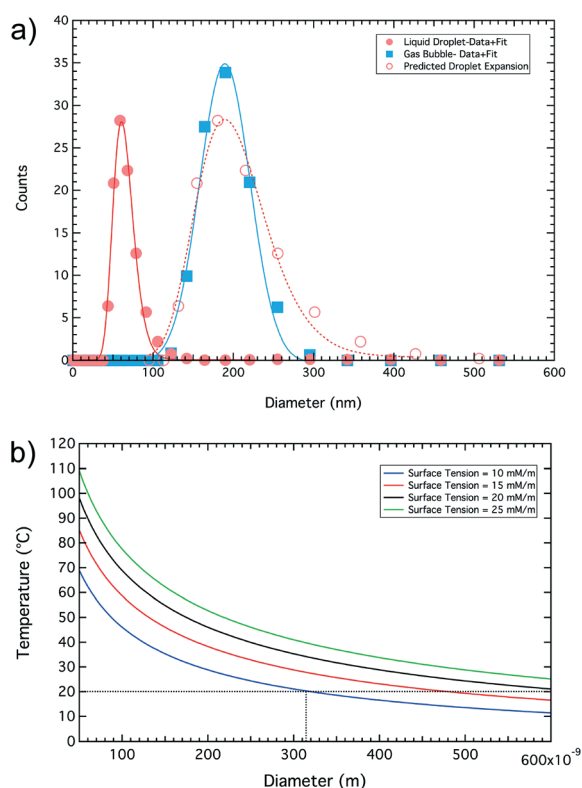 a)
40
35
30
25
20
15
10
5
0
Counts
Liquid Droplet-Data+Fit
Gas Bubble- Data+Fit
Predicted Droplet Expansion
0 100 200 300 400 500 600
Diameter (nm)
b)
120
110
100
90
80
70
60
50
40
30
20
10
0
Temperature (°C)
Surface Tension = 10 mM/m
Surface Tension = 15 mM/m
Surface Tension = 20 mM/m
Surface Tension = 25 mM/m
100 200 300 400 500 600x10-9
Diameter (m)